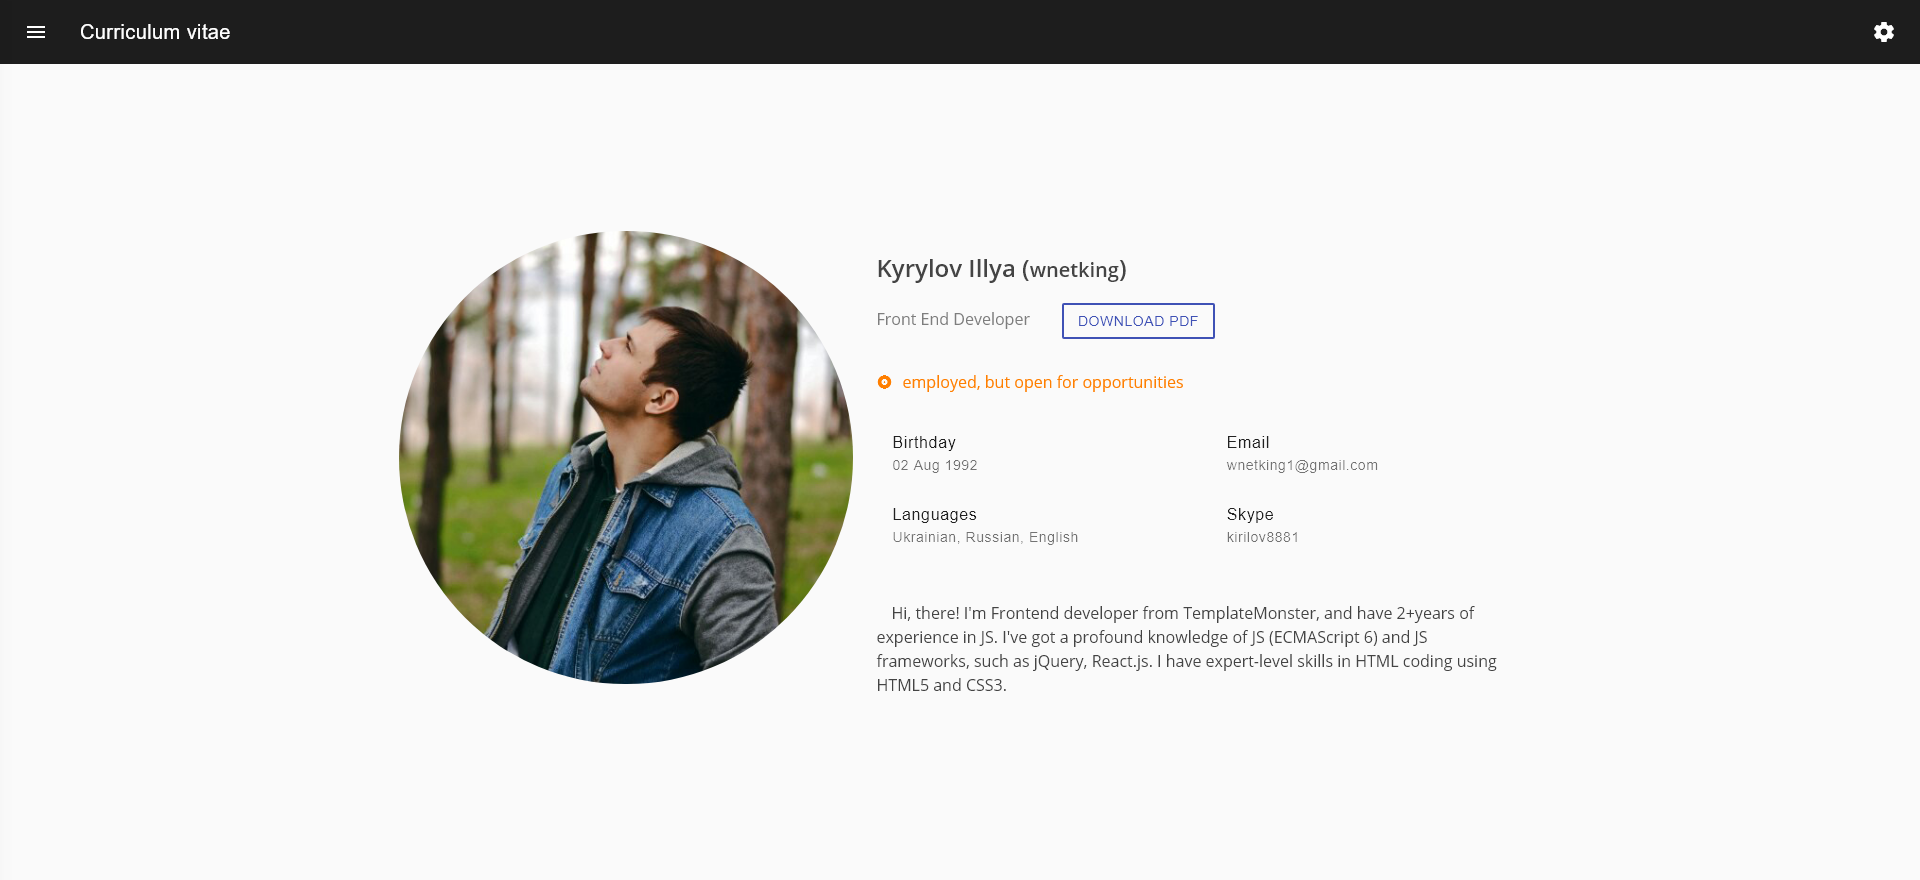 Curriculum vitae
Kyrylov Illya (wnetking)
Front End Developer
DOWNLOAD PDF
employed, but open for opportunities
Birthday
02 Aug 1992
Email
wnetking1@gmail.com
Languages
Ukrainian, Russian, English
Skype
kirilov8881
Hi, there! I'm Frontend developer from TemplateMonster, and have 2+years of
experience in JS. I've got a profound knowledge of JS (ECMAScript 6) and JS
frameworks, such as jQuery, React.js. I have expert-level skills in HTML coding using
HTML5 and CSS3.